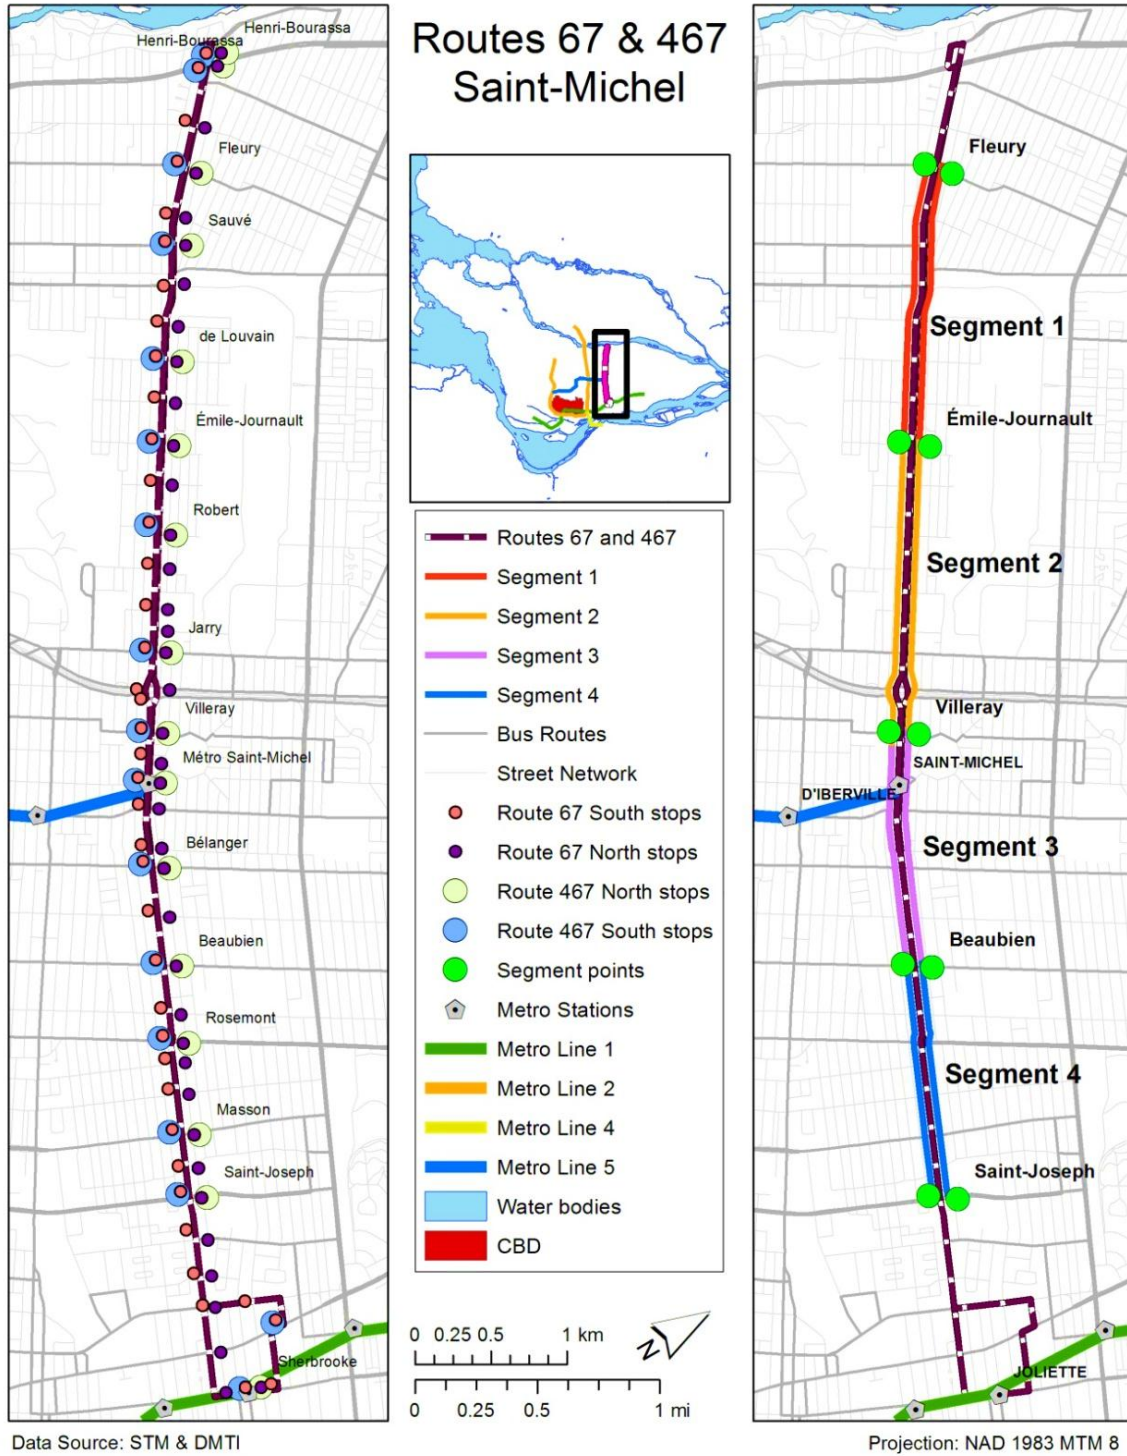 Routes 67 & 467
Saint-Michel
Henri-Bourassa
Henri-Bourassa
Fleury
Sauvé
de Louvain
Émile-Journault
Robert
Jarry
Villeray
Métro Saint-Michel
Bélanger
Beaubien
Rosemont
Masson
Saint-Joseph
Sherbrooke
Routes 67 and 467
Segment 1
Segment 2
Segment 3
Segment 4
Bus Routes
Street Network
Route 67 South stops
Route 67 North stops
Route 467 North stops
Route 467 South stops
Segment points
Metro Stations
Metro Line 1
Metro Line 2
Metro Line 4
Metro Line 5
Water bodies
CBD
0 0.25 0.5 1 km
0 0.25 0.5 1 mi
N
Fleury
Segment 1
Émile-Journault
Segment 2
Villeray
SAINT-MICHEL
D'IBERVILLE
Segment 3
Beaubien
Segment 4
Saint-Joseph
JOLIETTE
Data Source: STM & DMTI
Projection: NAD 1983 MTM 8